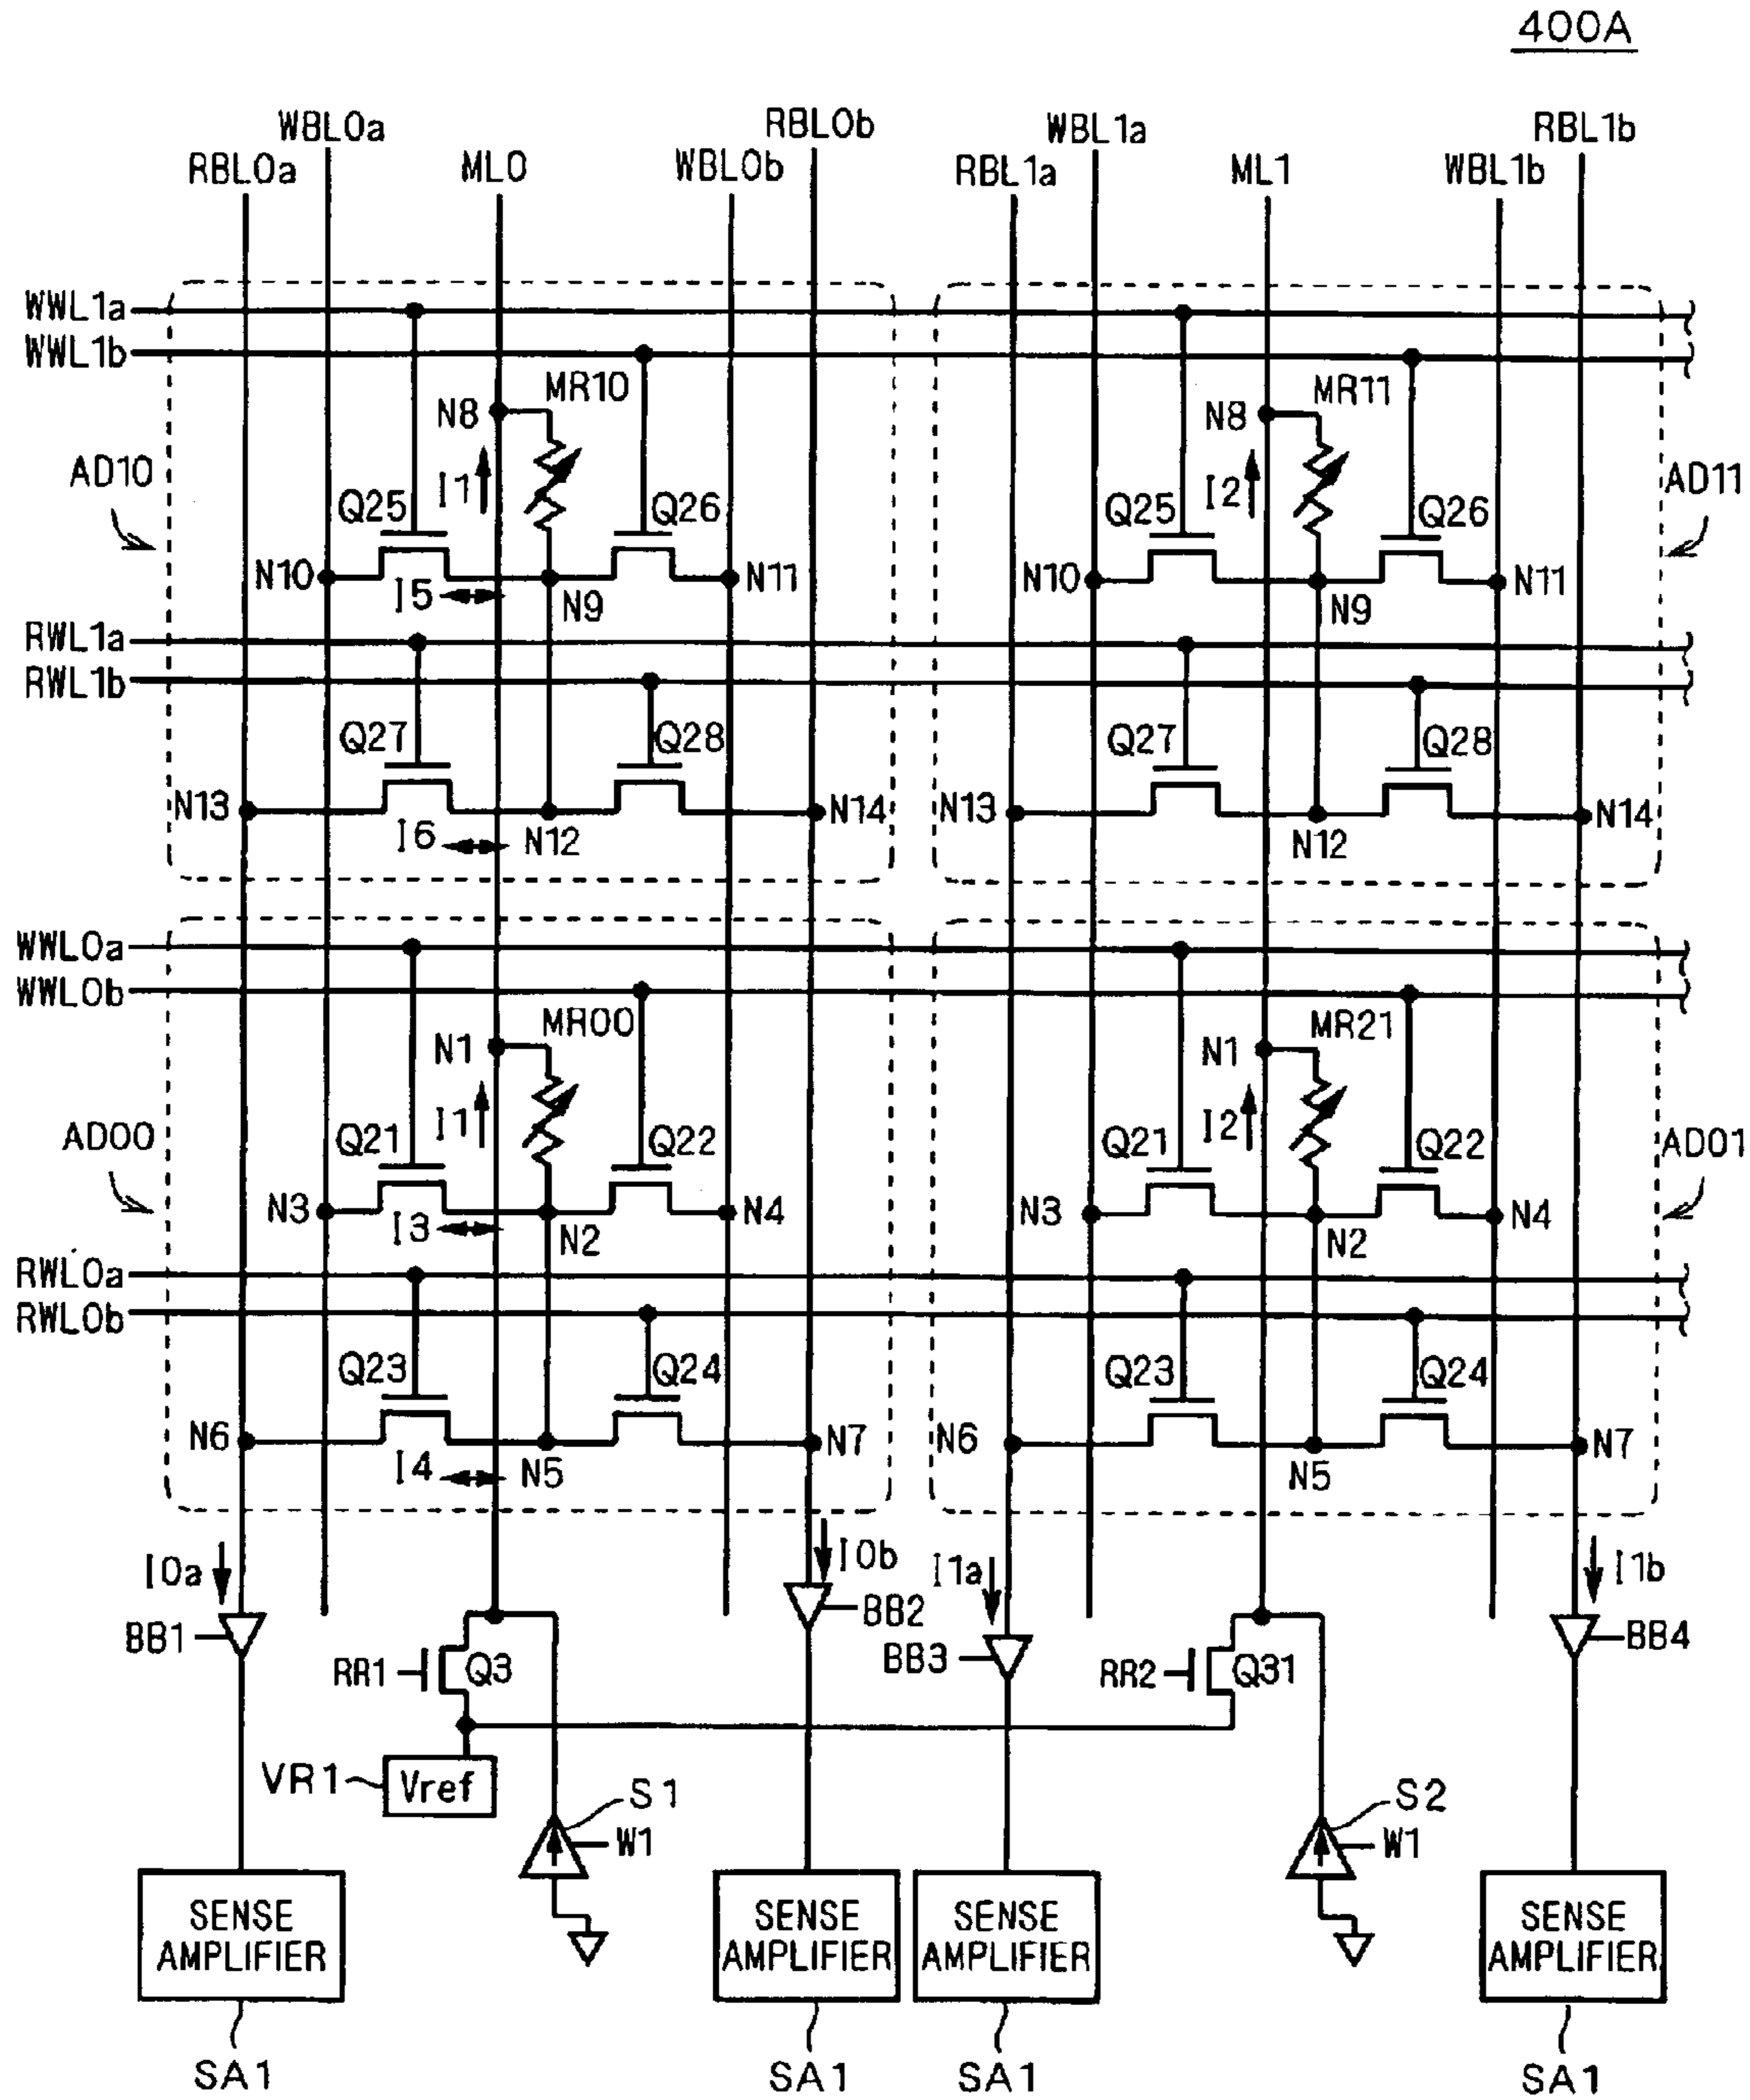 400A
WBL0a RBL0b WBL1a RBL1b
RBL0a ML0 WBL0b RBL1a ML1 WBL1b
WWL1a
WWL1b
MR10 MR11
N8 N8
AD10 I1 I2 AD11
Q25 Q26 Q25 Q26
N10 I5 N9 N11 N10 N9 N11
RWL1a
RWL1b
Q27 Q28 Q27 Q28
N13 I6 N12 N14 N13 N12 N14
WWL0a
WWL0b
MR00 MR21
N1 N1
AD00 I1 I2 AD01
Q21 Q22 Q21 Q22
N3 I3 N2 N4 N3 N2 N4
RWL0a
RWL0b
Q23 Q24 Q23 Q24
N6 I4 N5 N7 N6 N5 N7
I0a I0b I1a I1b
BB1 BB2 BB3 BB4
RR1 Q3 RR2 Q31
VR1 Vref S1 S2
W1 W1
SENSE AMPLIFIER
SENSE AMPLIFIER
SENSE AMPLIFIER
SENSE AMPLIFIER
SA1 SA1 SA1 SA1